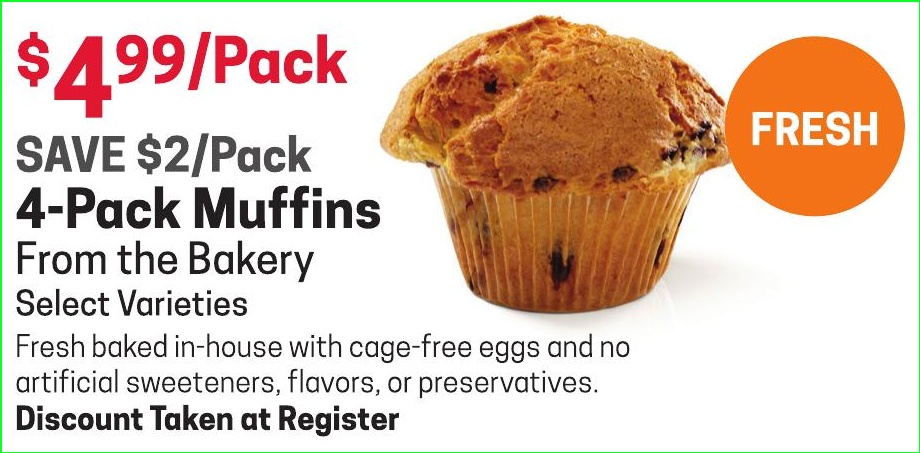 $4.99/Pack
SAVE $2/Pack
4-Pack Muffins
From the Bakery
Select Varieties
Fresh baked in-house with cage-free eggs and no
artificial sweeteners, flavors, or preservatives.
Discount Taken at Register
FRESH